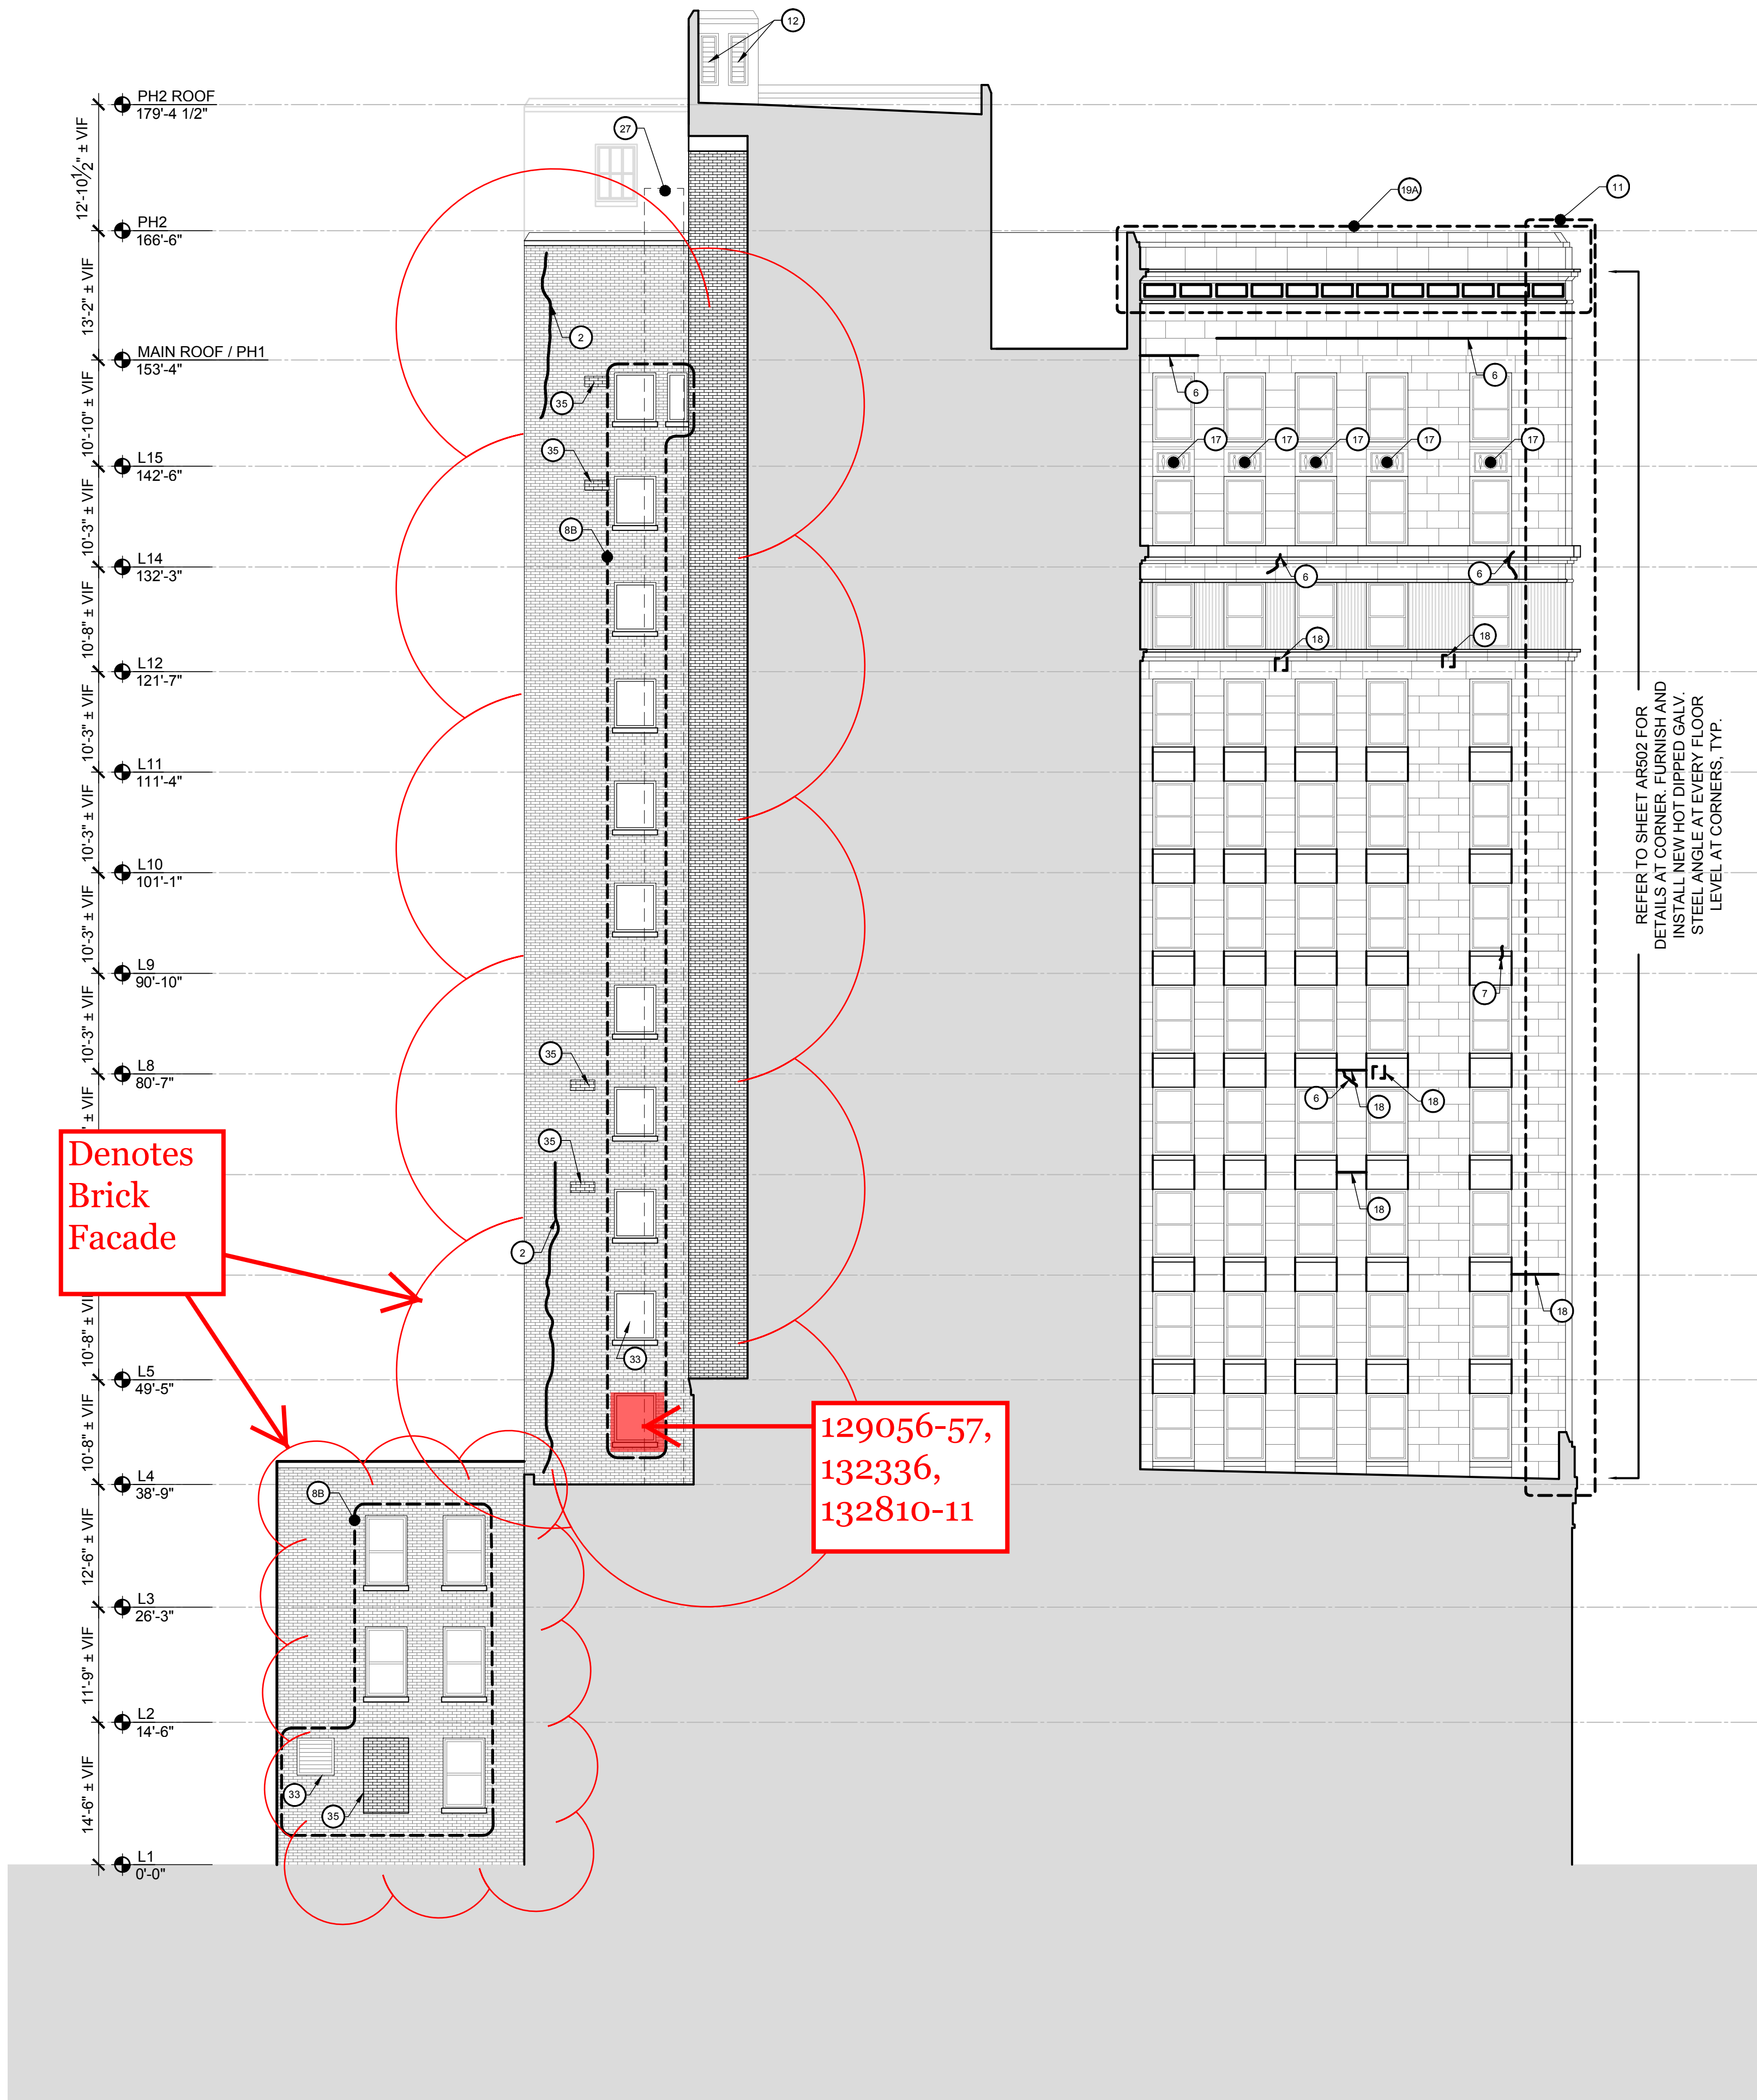 12
PH2 ROOF
179'-4 1/2"
12'-10½" ± VIF
27
19A
11
PH2
166'-6"
13'-2" ± VIF
2
MAIN ROOF / PH1
153'-4"
6
6
35
10'-10" ± VIF
17
17
17
17
17
35
L15
142'-6"
10'-3" ± VIF
8B
L14
132'-3"
6
6
10'-8" ± VIF
18
18
L12
121'-7"
10'-3" ± VIF
L11
111'-4"
REFER TO SHEET AR502 FOR
DETAILS AT CORNER. FURNISH AND
INSTALL NEW HOT DIPPED GALV.
STEEL ANGLE AT EVERY FLOOR
LEVEL AT CORNERS, TYP.
10'-3" ± VIF
L10
101'-1"
10'-3" ± VIF
L9
90'-10"
7
10'-3" ± VIF
35
L8
80'-7"
6
18
18
" ± VIF
35
Denotes
Brick
Facade
18
2
18
10'-8" ± VIF
33
L5
49'-5"
129056-57,
132336,
132810-11
10'-8" ± VIF
L4
38'-9"
8B
12'-6" ± VIF
L3
26'-3"
11'-9" ± VIF
L2
14'-6"
33
35
14'-6" ± VIF
L1
0'-0"